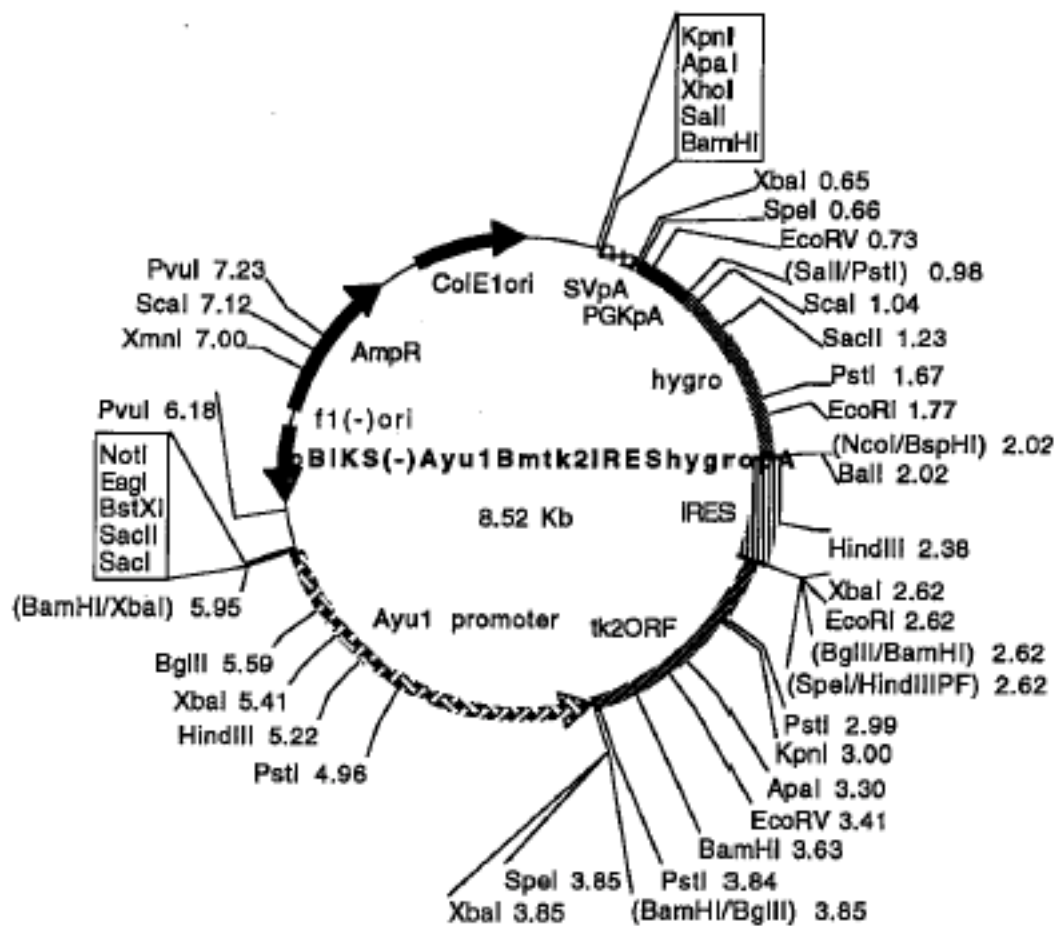 KpnI
ApaI
XhoI
SalI
BamHI
XbaI 0.65
SpeI 0.66
EcoRV 0.73
(SalI/PstI) 0.98
ScaI 1.04
SacII 1.23
PstI 1.67
EcoRI 1.77
(NcoI/BspHI) 2.02
BalI 2.02
HindIII 2.38
XbaI 2.62
EcoRI 2.62
(BglII/BamHI) 2.62
(SpeI/HindIIIPF) 2.62
PstI 2.99
KpnI 3.00
ApaI 3.30
EcoRV 3.41
BamHI 3.63
PstI 3.84
(BamHI/BglII) 3.85
SpeI 3.85
XbaI 3.85
PstI 4.96
HindIII 5.22
XbaI 5.41
BglII 5.59
(BamHI/XbaI) 5.95
NotI
EagI
BstXI
SacII
SacI
PvuI 6.18
XmnI 7.00
ScaI 7.12
PvuI 7.23
ColE1ori
SVpA
PGKpA
AmpR
hygro
f1(-)ori
pBIKS(-)Ayu1Bmtk2IREShygropA
8.52 Kb
IRES
Ayu1 promoter
tk2ORF